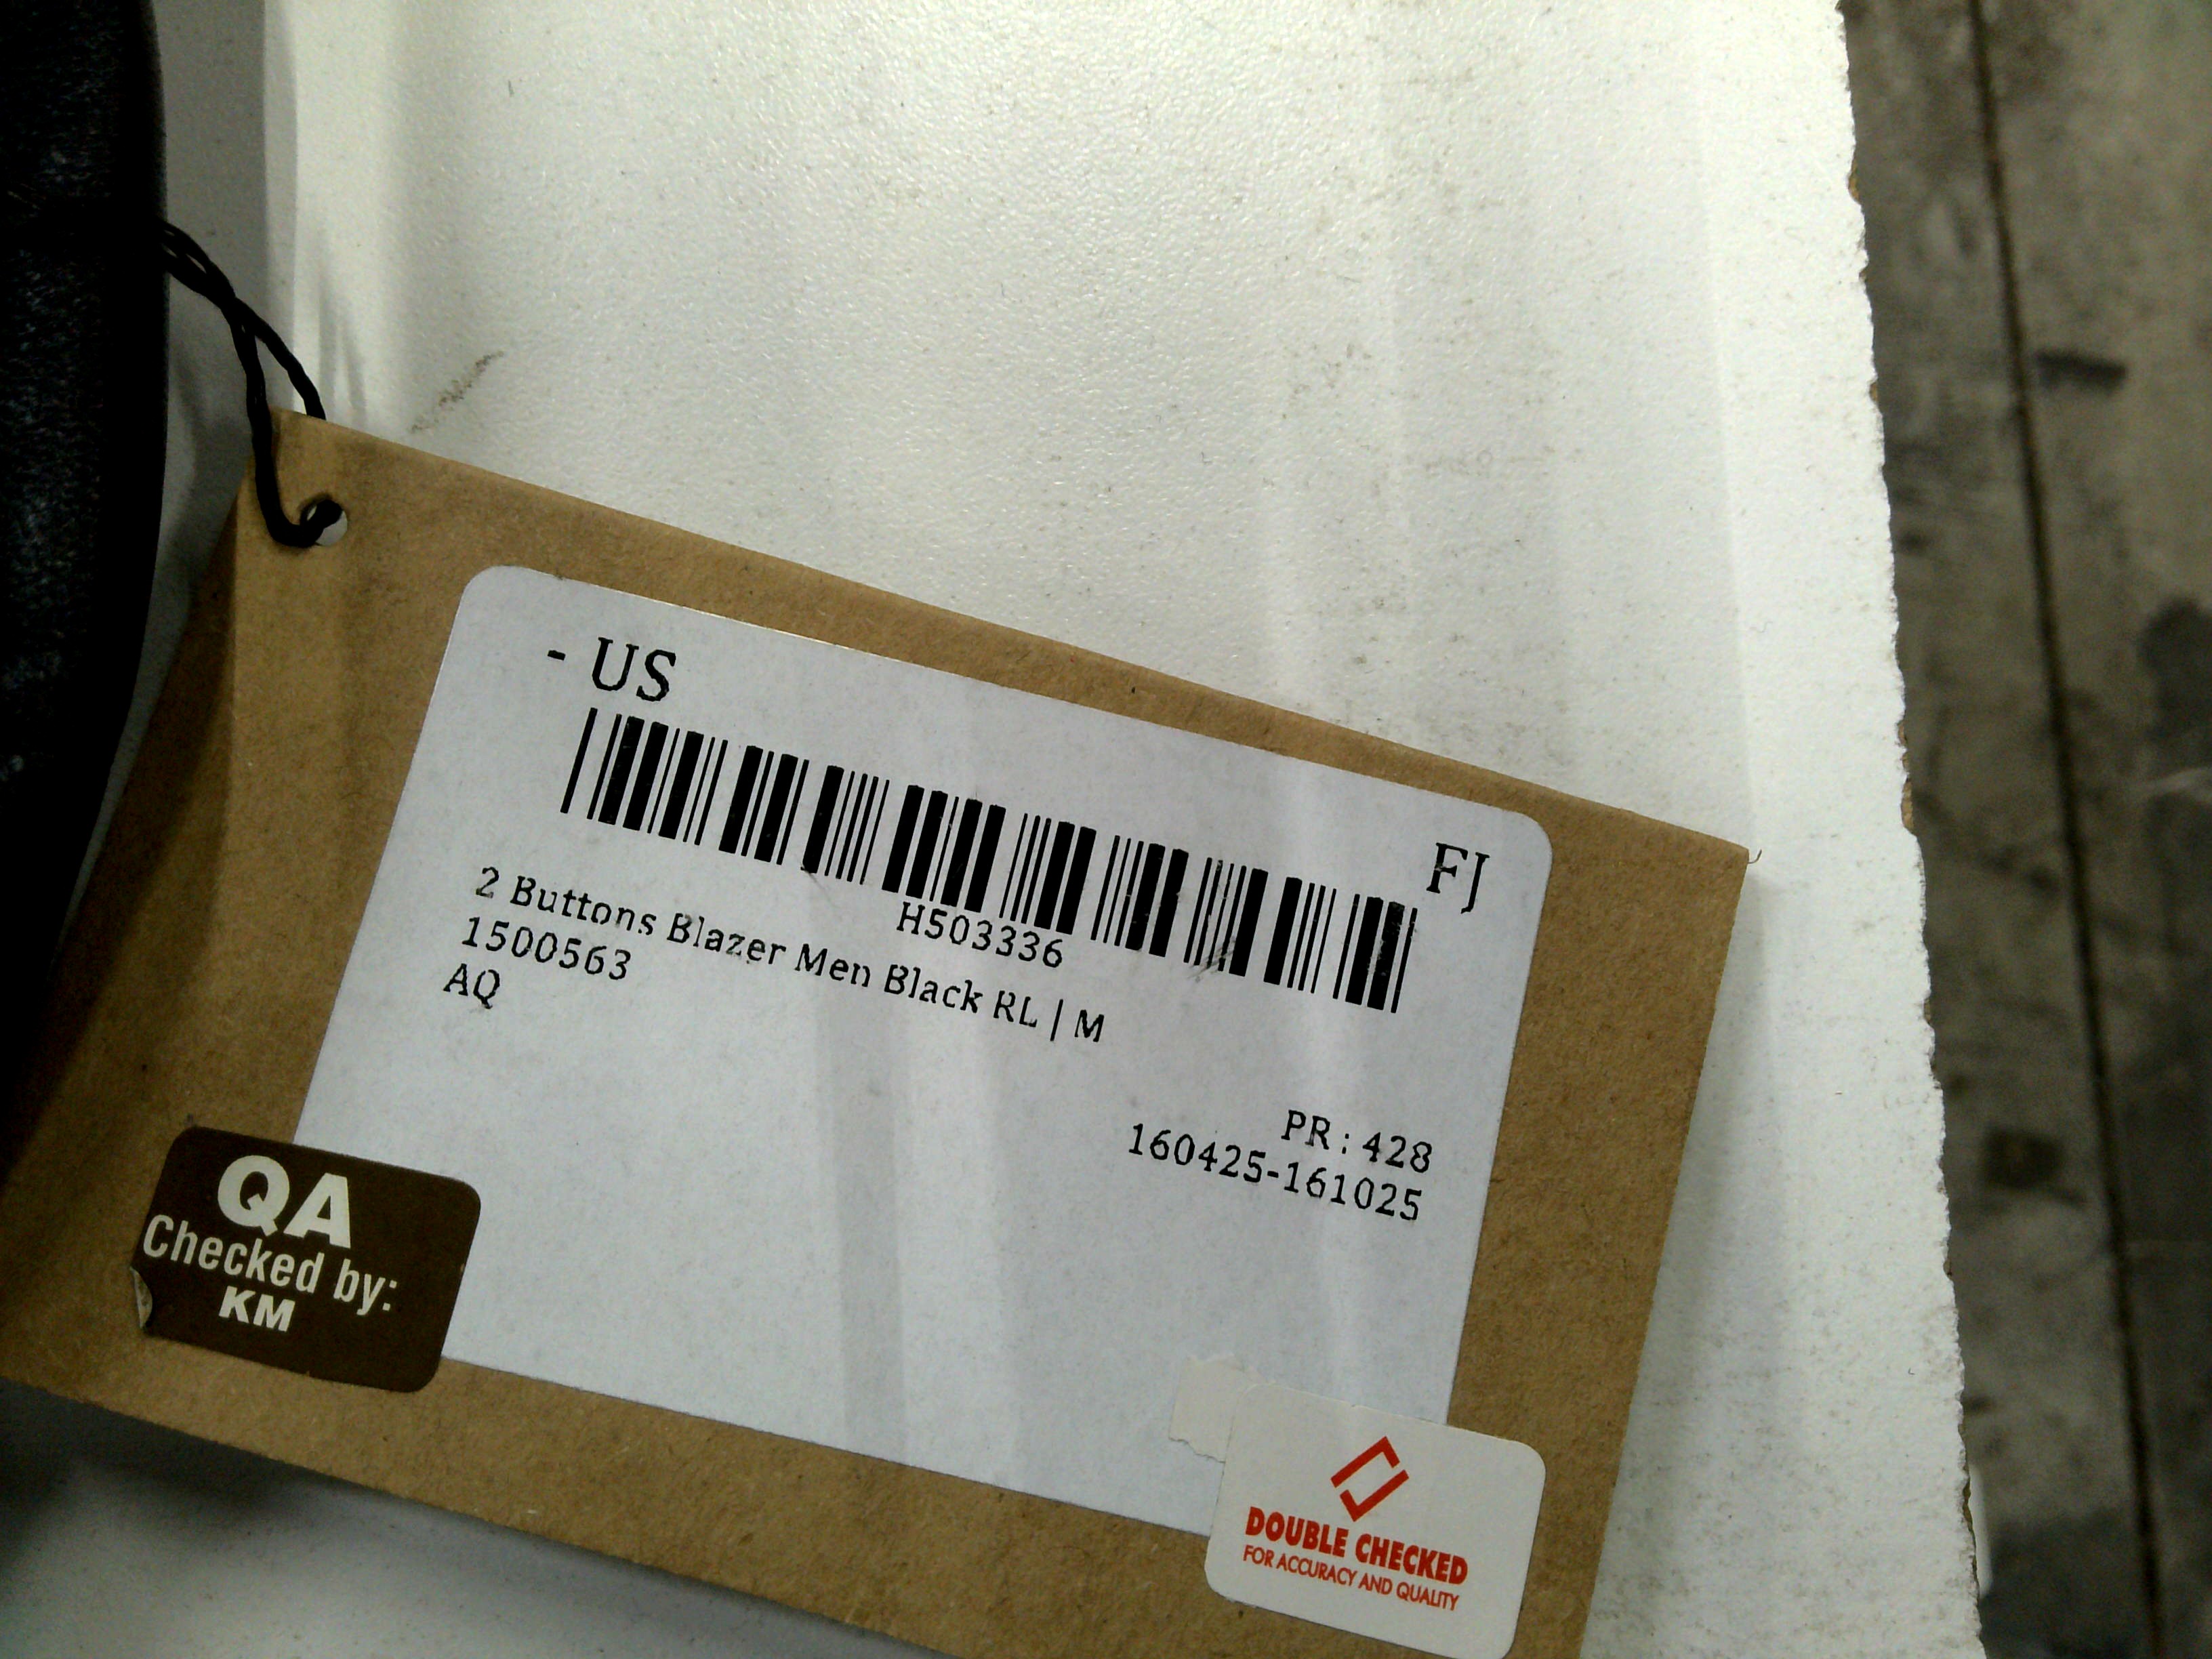 - US
FJ
H503336
2 Buttons Blazer Men Black RL | M
1500563
AQ
PR : 428
160425-161025
QA
Checked by:
KM
DOUBLE CHECKED
FOR ACCURACY AND QUALITY